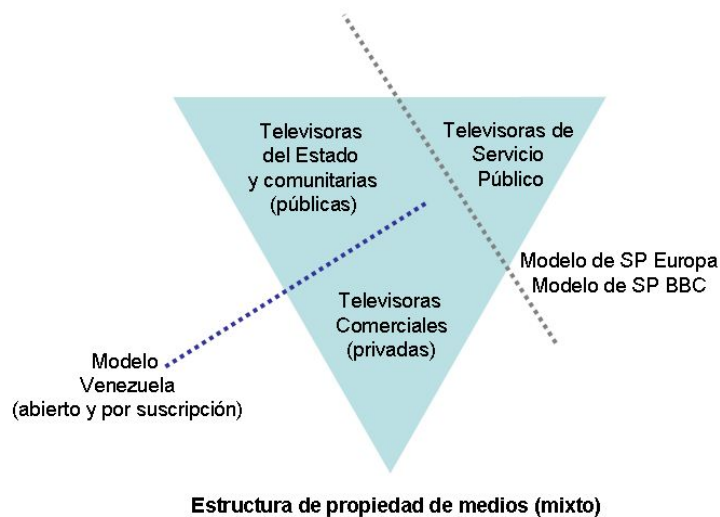 Televisoras
del Estado
y comunitarias
(públicas)
Televisoras de
Servicio
Público
Modelo de SP Europa
Modelo de SP BBC
Televisoras
Comerciales
(privadas)
Modelo
Venezuela
(abierto y por suscripción)
Estructura de propiedad de medios (mixto)